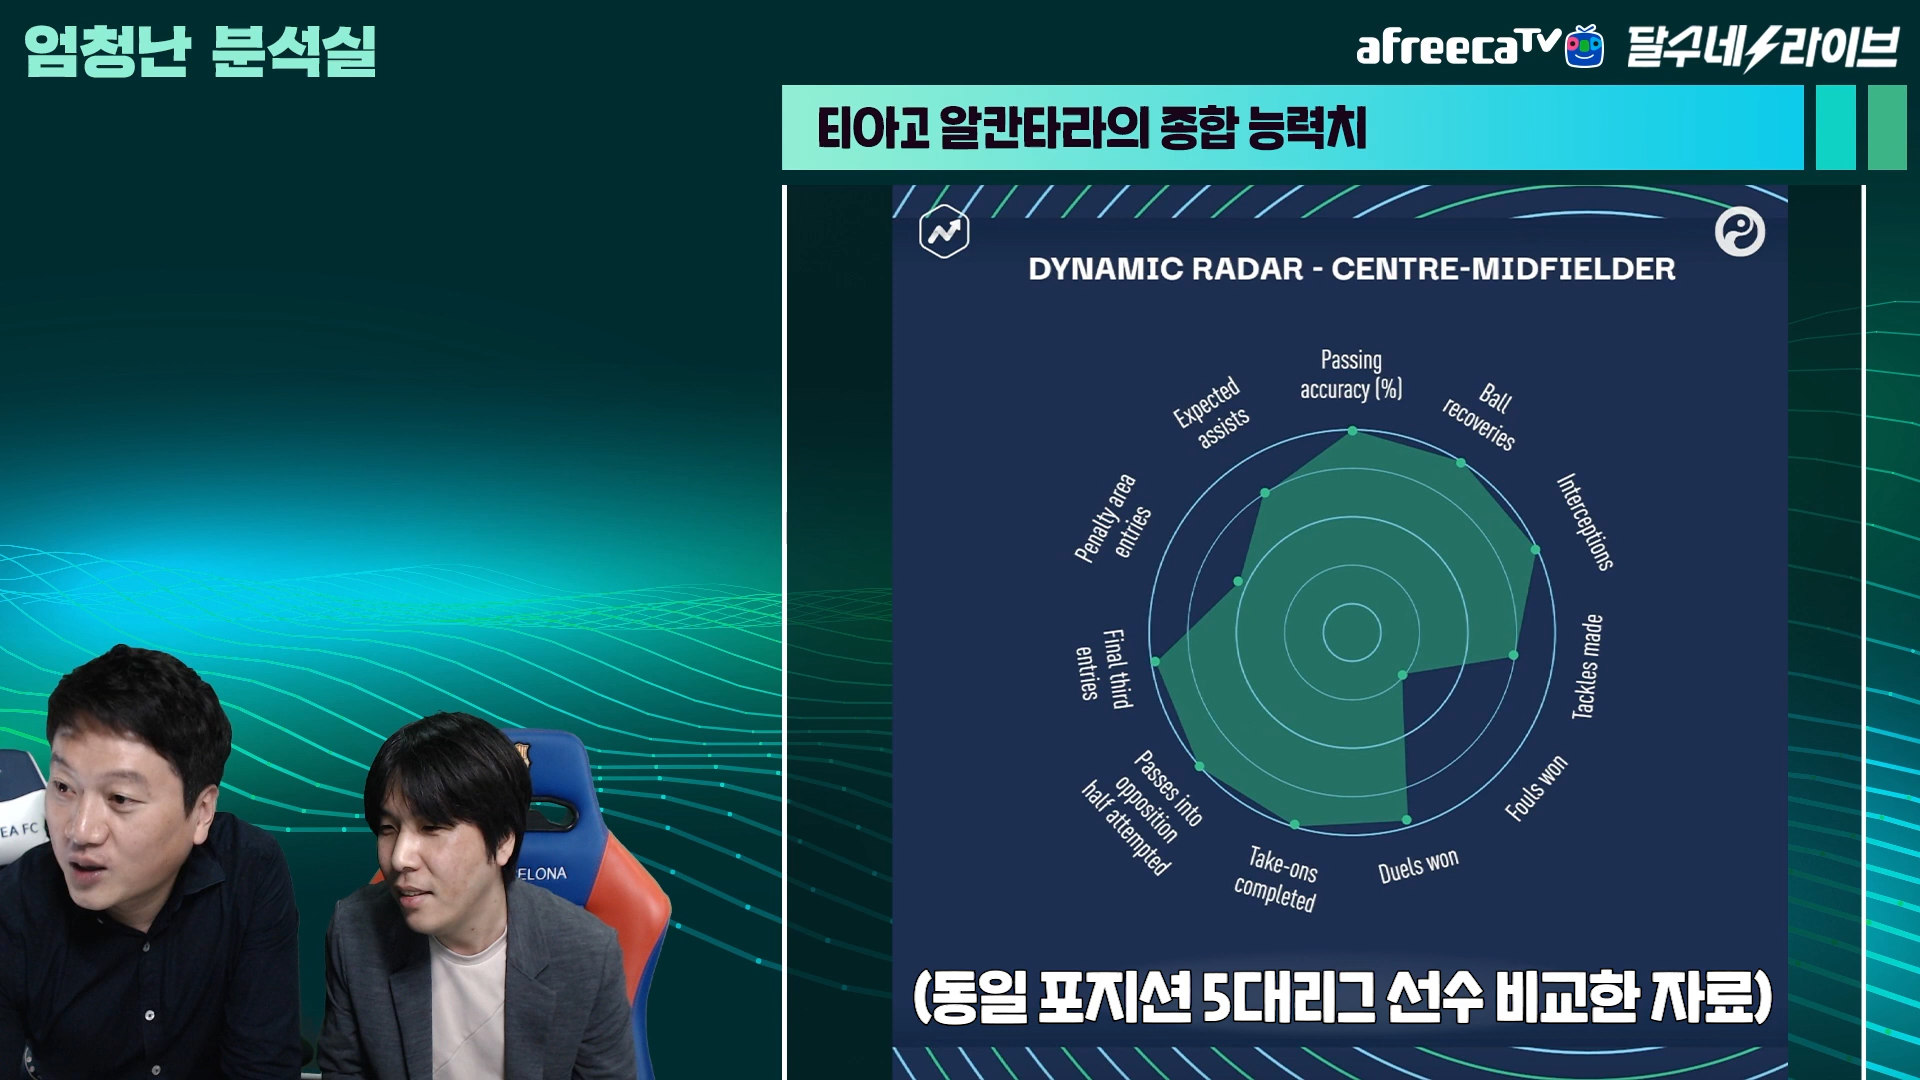 엄청난 분석실
afreecaTV
달수네라이브
티아고 알칸타라의 종합 능력치
DYNAMIC RADAR - CENTRE-MIDFIELDER
Passing
accuracy (%)
Ball
recoveries
Interceptions
Tackles made
Fouls won
Duels won
Take-ons
completed
Passes into
opposition
half attempted
Final third
entries
Penalty area
entries
Expected
assists
(동일 포지션 5대리그 선수 비교한 자료)
EA FC
ELONA